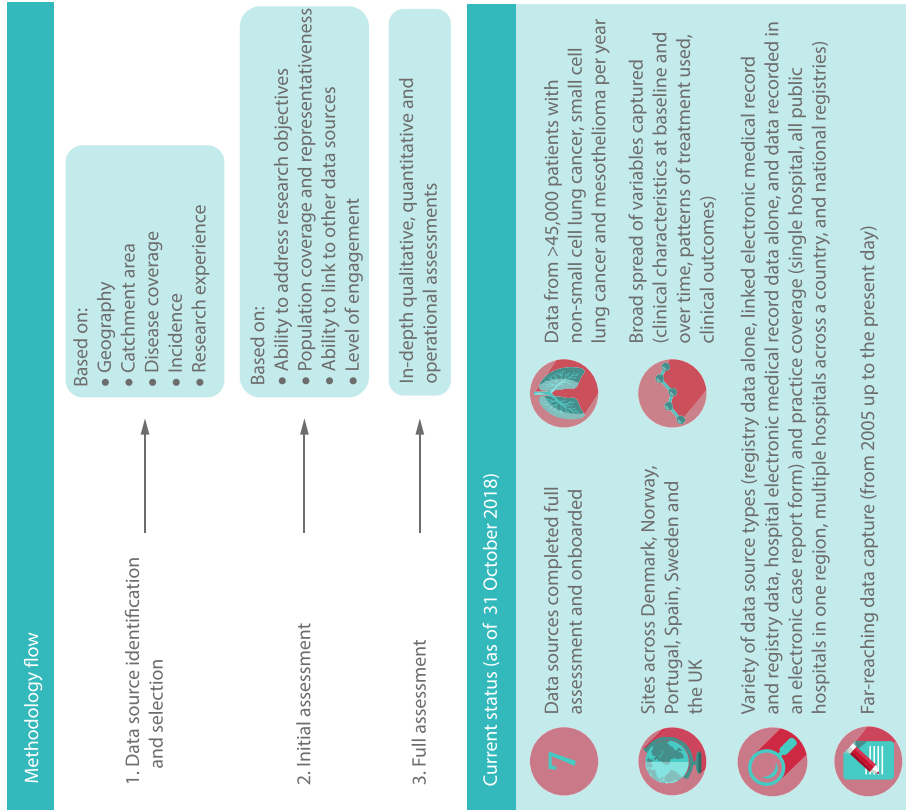 Methodology flow
1. Data source identification
and selection
Based on:
• Geography
• Catchment area
• Disease coverage
• Incidence
• Research experience
2. Initial assessment
Based on:
• Ability to address research objectives
• Population coverage and representativeness
• Ability to link to other data sources
• Level of engagement
3. Full assessment
In-depth qualitative, quantitative and
operational assessments
Current status (as of 31 October 2018)
7
Data sources completed full
assessment and onboarded
Data from >45,000 patients with
non-small cell lung cancer, small cell
lung cancer and mesothelioma per year
Sites across Denmark, Norway,
Portugal, Spain, Sweden and
the UK
Broad spread of variables captured
(clinical characteristics at baseline and
over time, patterns of treatment used,
clinical outcomes)
Variety of data source types (registry data alone, linked electronic medical record
and registry data, hospital electronic medical record data alone, and data recorded in
an electronic case report form) and practice coverage (single hospital, all public
hospitals in one region, multiple hospitals across a country, and national registries)
Far-reaching data capture (from 2005 up to the present day)